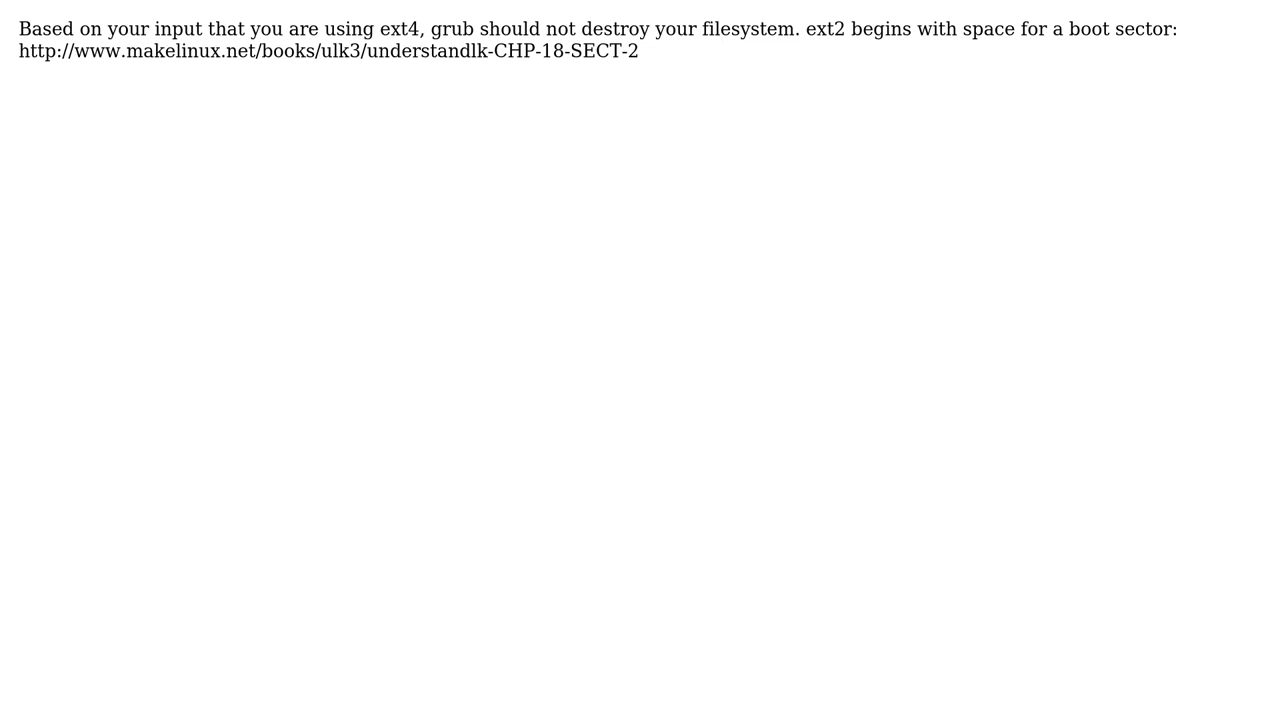 Based on your input that you are using ext4, grub should not destroy your filesystem. ext2 begins with space for a boot sector:
http://www.makelinux.net/books/ulk3/understandlk-CHP-18-SECT-2